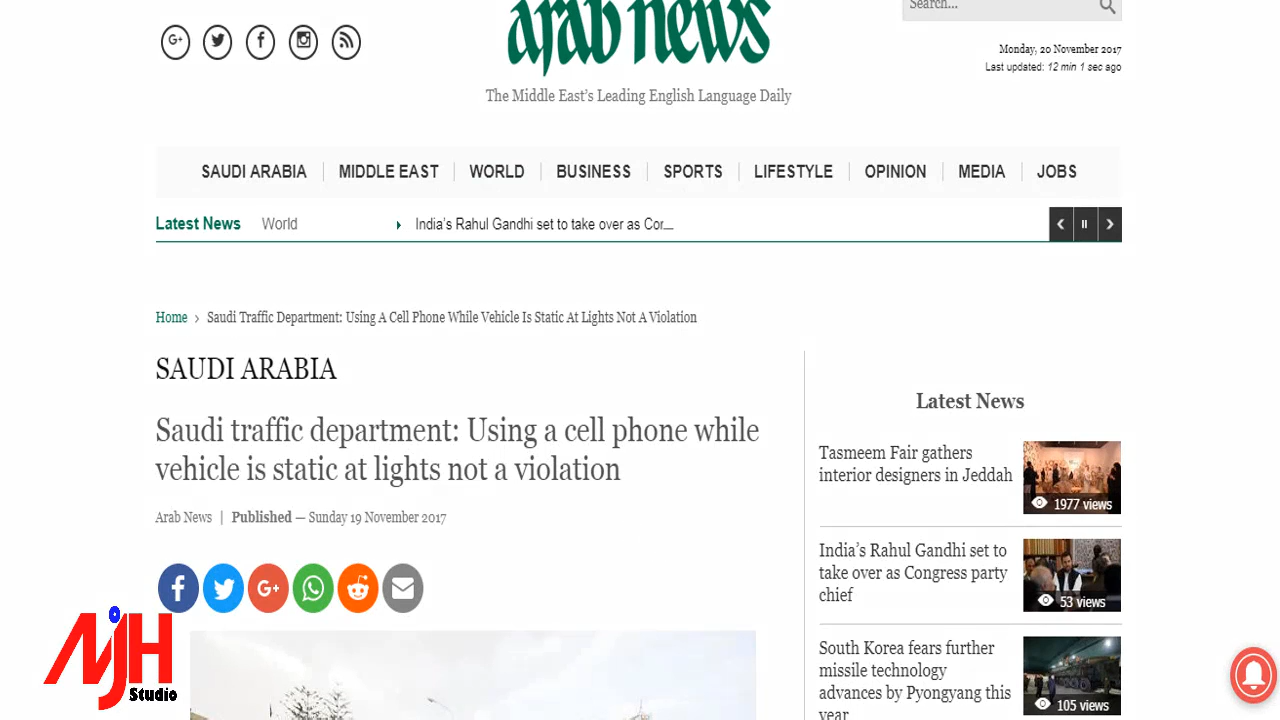 arab news
Search...
Monday, 20 November 2017
Last updated: 12 min 1 sec ago
The Middle East's Leading English Language Daily
SAUDI ARABIA
MIDDLE EAST
WORLD
BUSINESS
SPORTS
LIFESTYLE
OPINION
MEDIA
JOBS
Latest News
World
India's Rahul Gandhi set to take over as Cor...
Home › Saudi Traffic Department: Using A Cell Phone While Vehicle Is Static At Lights Not A Violation
SAUDI ARABIA
Saudi traffic department: Using a cell phone while
vehicle is static at lights not a violation
Arab News | Published — Sunday 19 November 2017
Latest News
Tasmeem Fair gathers
interior designers in Jeddah
1977 views
India's Rahul Gandhi set to
take over as Congress party
chief
53 views
South Korea fears further
missile technology
advances by Pyongyang this
year
105 views
NJH
Studio